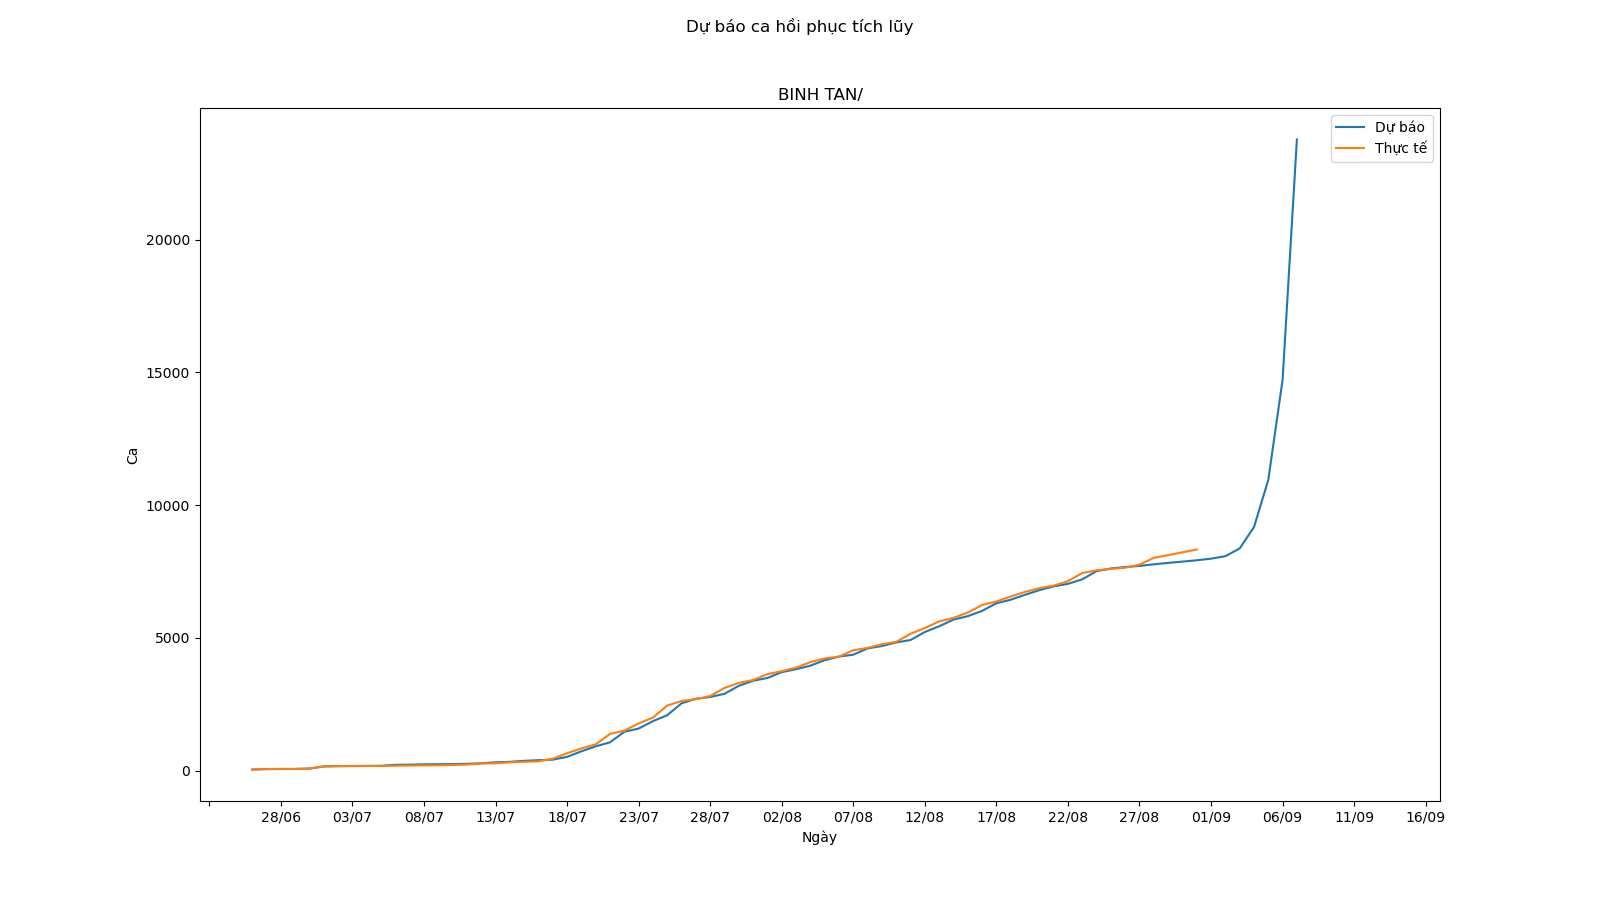 Dự báo ca hồi phục tích lũy
BINH TAN/
Dự báo
Thực tế
20000
15000
10000
5000
0
Ca
28/06 03/07 08/07 13/07 18/07 23/07 28/07 02/08 07/08 12/08 17/08 22/08 27/08 01/09 06/09 11/09 16/09
Ngày